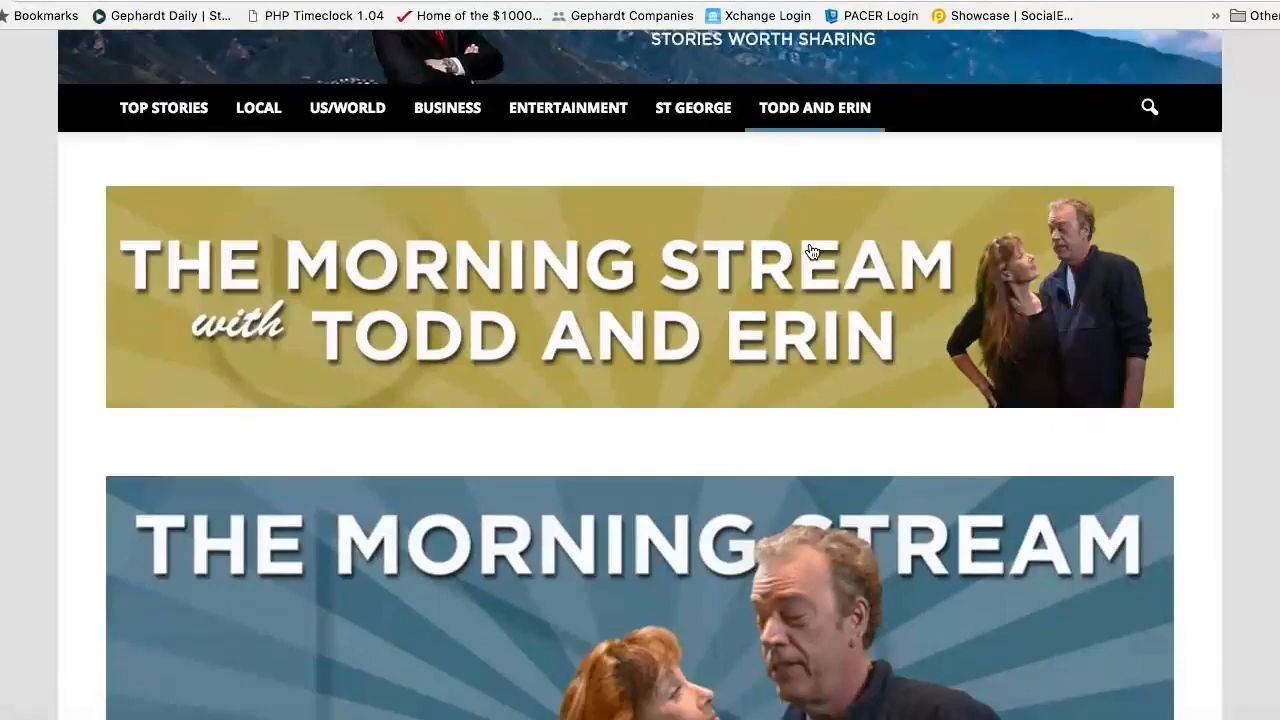 Bookmarks Gephardt Daily | St... PHP Timeclock 1.04 Home of the $1000... Gephardt Companies Xchange Login PACER Login Showcase | SocialE... » Othe
STORIES WORTH SHARING
TOP STORIES LOCAL US/WORLD BUSINESS ENTERTAINMENT ST GEORGE TODD AND ERIN
THE MORNING STREAM
with TODD AND ERIN
THE MORNING STREAM